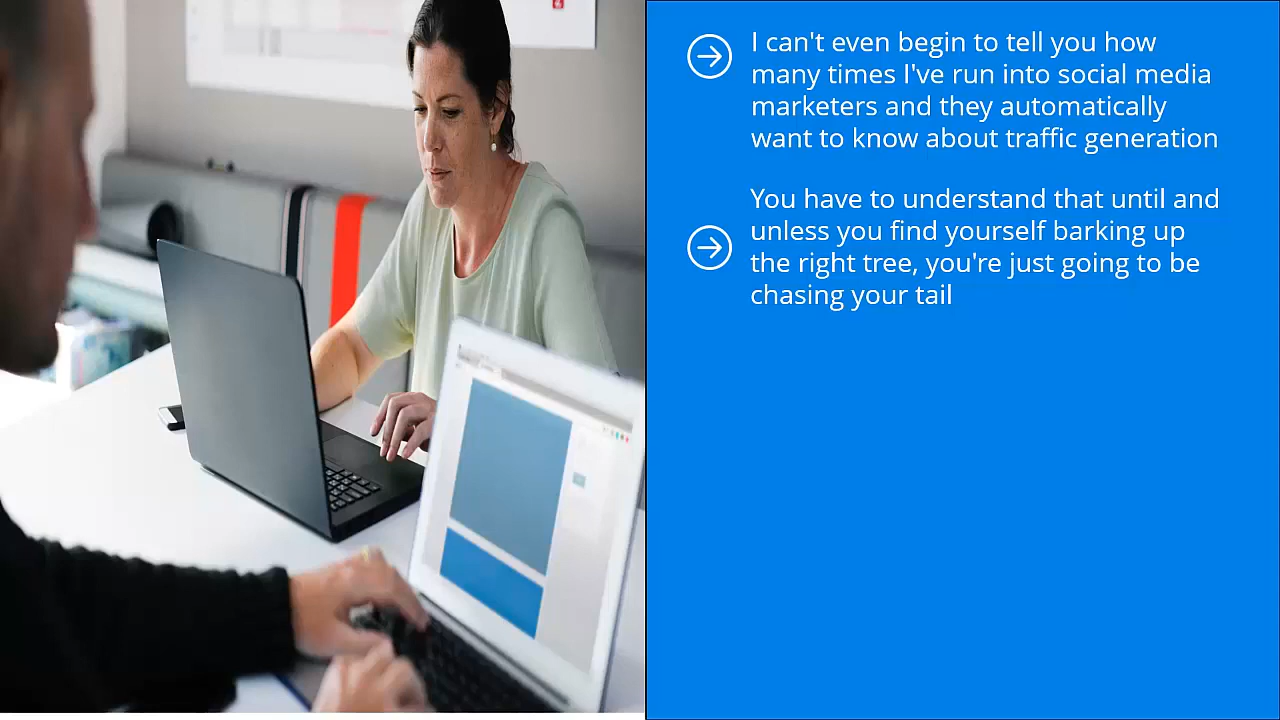 I can't even begin to tell you how
many times I've run into social media
marketers and they automatically
want to know about traffic generation
You have to understand that until and
unless you find yourself barking up
the right tree, you're just going to be
chasing your tail